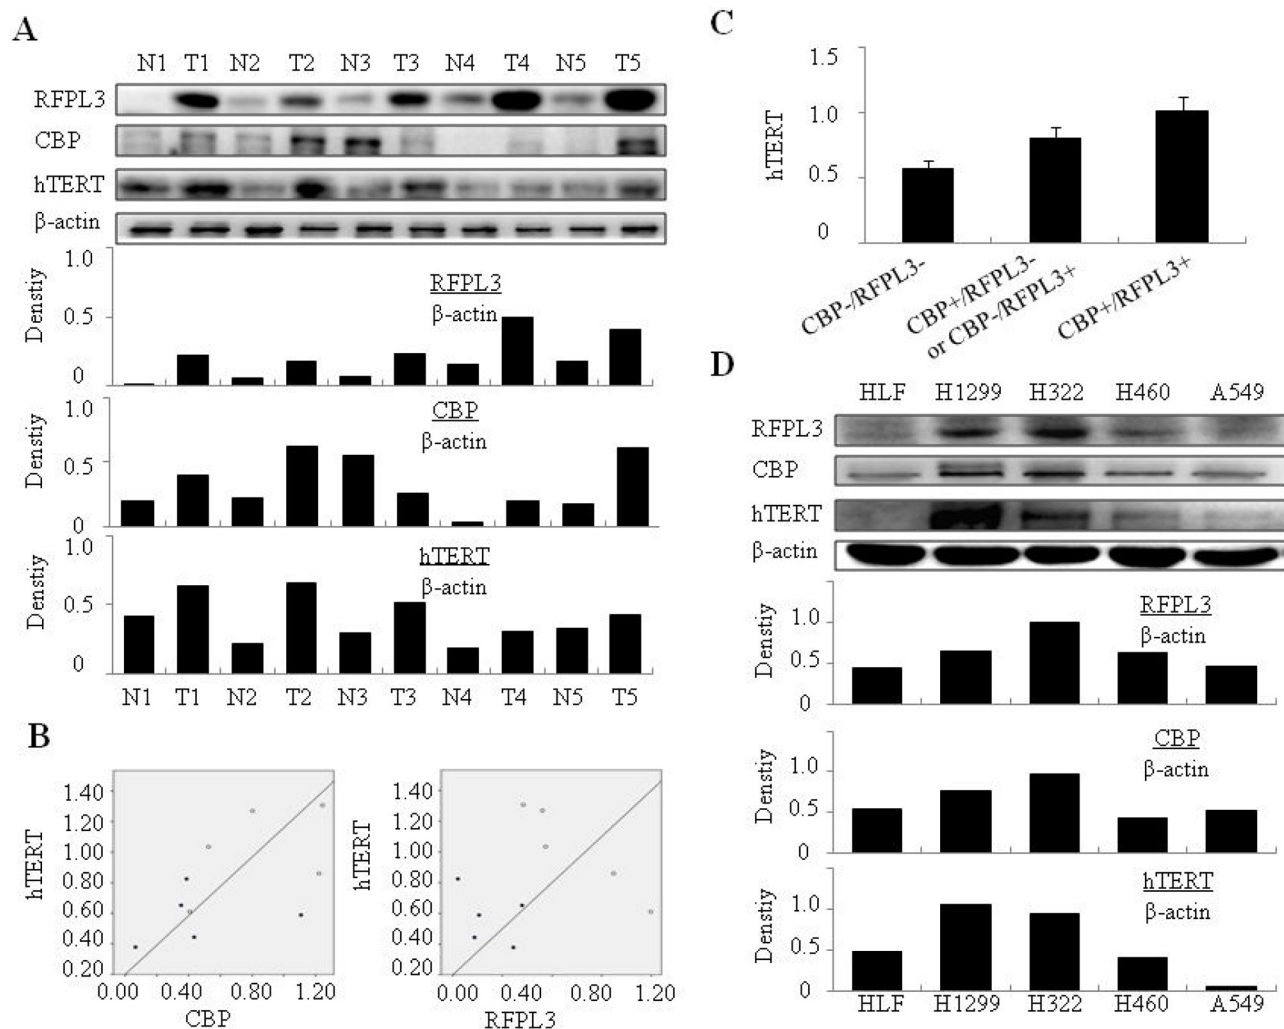 A
N1 T1 N2 T2 N3 T3 N4 T4 N5 T5
RFPL3
CBP
hTERT
β-actin
1.0
0.5
0
Denstiy
RFPL3
β-actin
1.0
0.5
0
Denstiy
CBP
β-actin
1.0
0.5
0
Denstiy
hTERT
β-actin
N1 T1 N2 T2 N3 T3 N4 T4 N5 T5
B
hTERT
1.40
1.20
1.00
0.80
0.60
0.40
0.20
0.00 0.40 0.80 1.20
CBP
hTERT
1.40
1.20
1.00
0.80
0.60
0.40
0.20
0.00 0.40 0.80 1.20
RFPL3
C
hTERT
1.5
1.0
0.5
0
CBP-/RFPL3-
CBP+/RFPL3-
or CBP-/RFPL3+
CBP+/RFPL3+
D
HLF H1299 H322 H460 A549
RFPL3
CBP
hTERT
β-actin
Denstiy
1.0
0.5
0
RFPL3
β-actin
Denstiy
1.0
0.5
0
CBP
β-actin
Denstiy
1.0
0.5
0
hTERT
β-actin
HLF H1299 H322 H460 A549